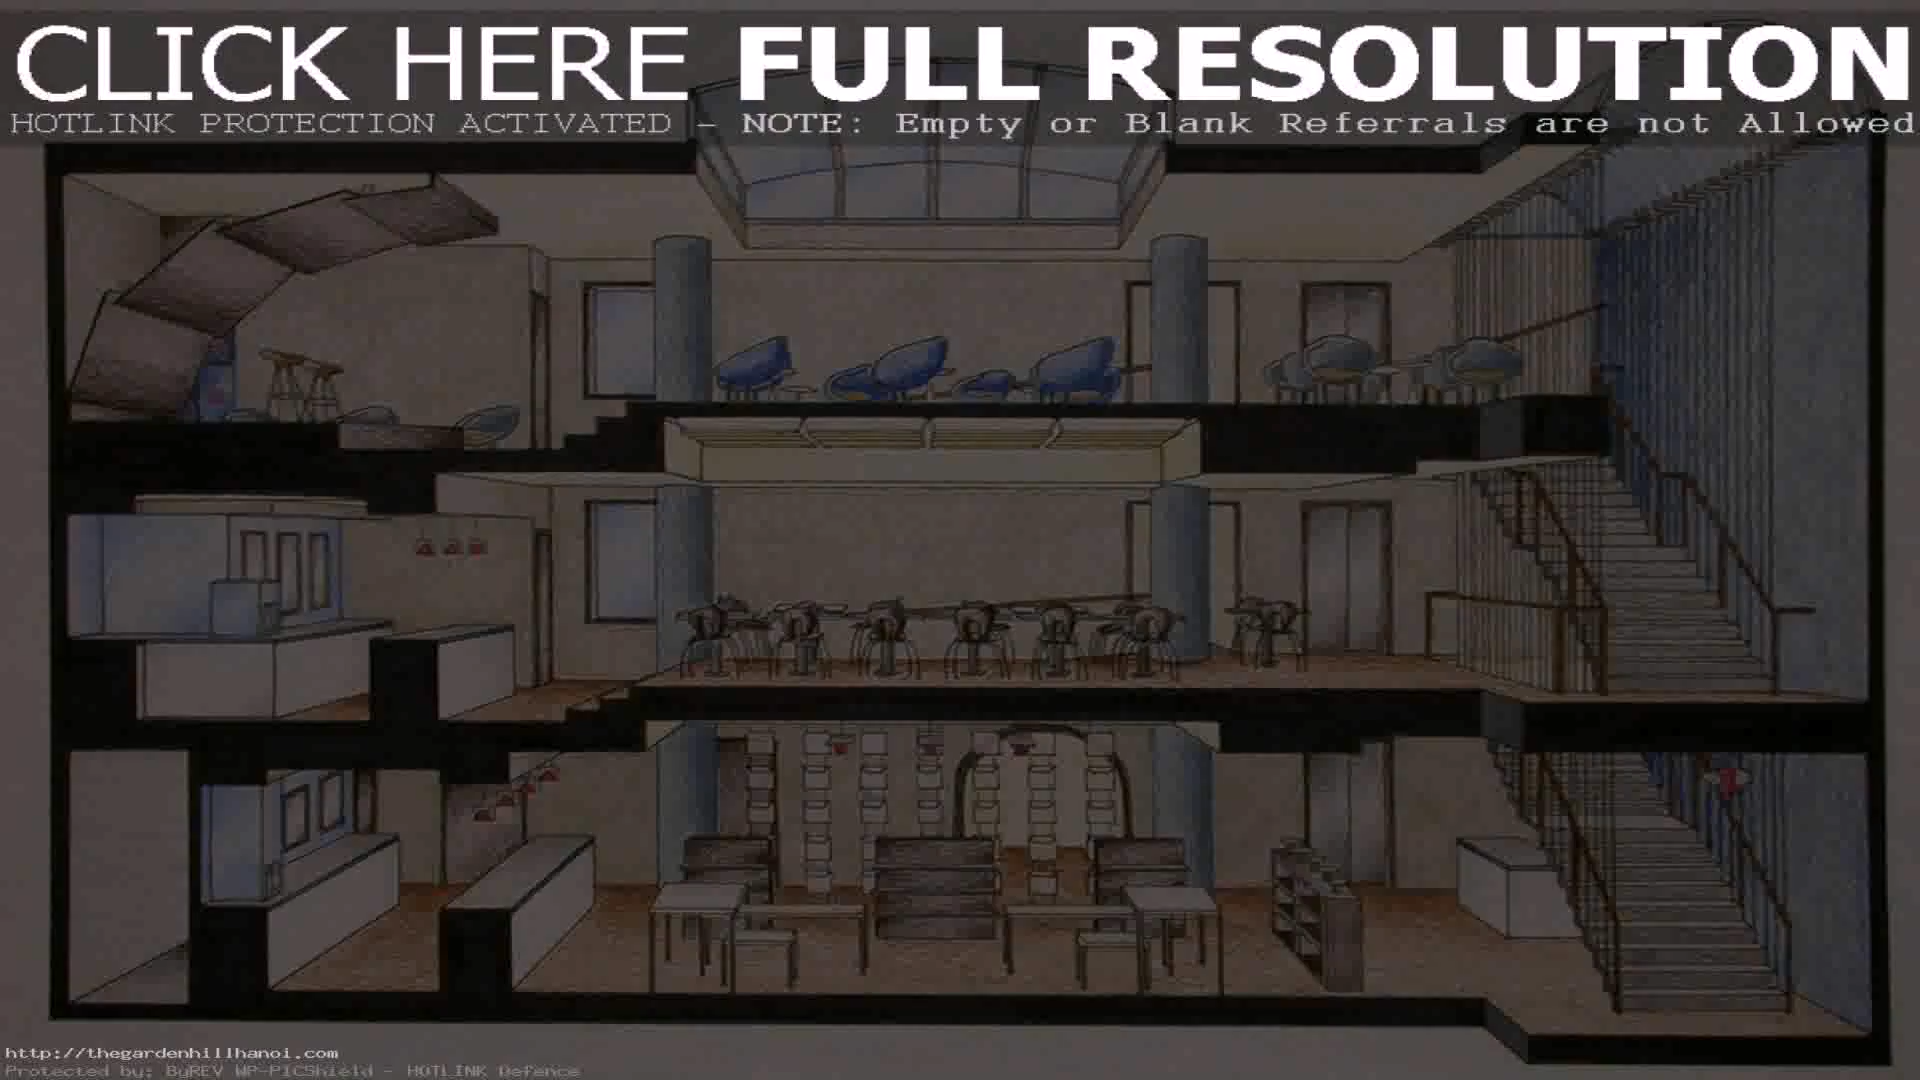 CLICK HERE FULL RESOLUTION
HOTLINK PROTECTION ACTIVATED - NOTE: Empty or Blank Referrals are not Allowed
http://thegardenhillhanoi.com
Protected by: ByREV WP-PICShield - HOTLINK Defence